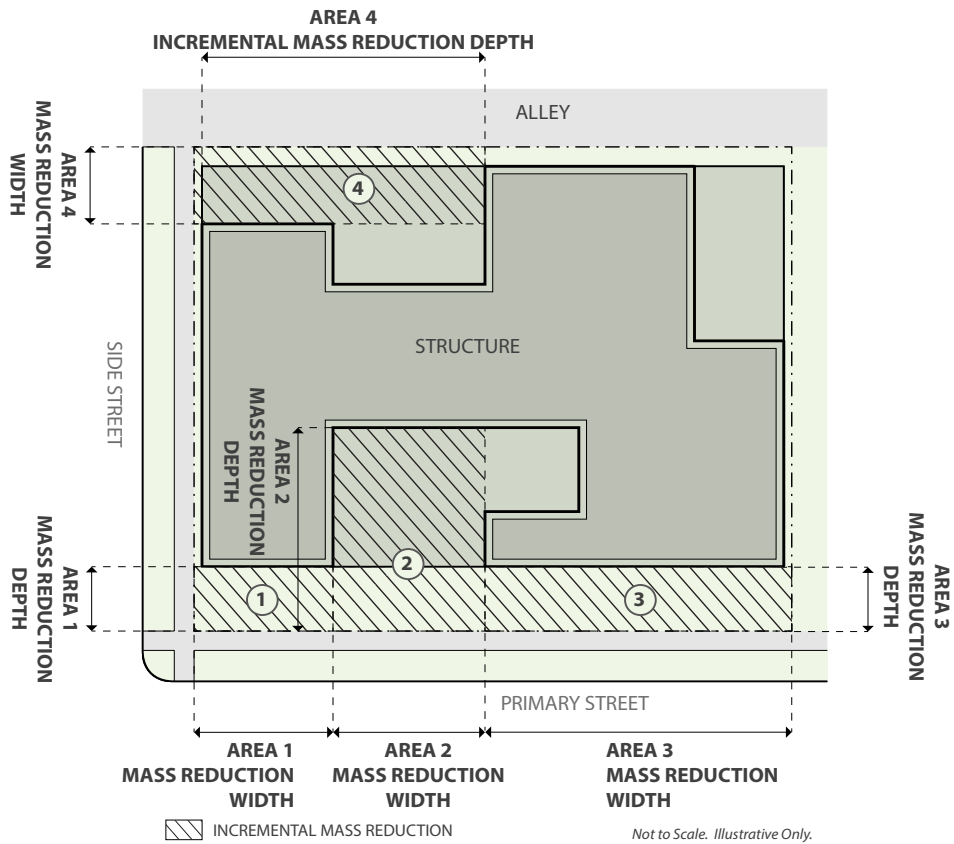 AREA 4
INCREMENTAL MASS REDUCTION DEPTH
ALLEY
AREA 4
MASS REDUCTION
WIDTH
4
STRUCTURE
SIDE STREET
AREA 2
MASS REDUCTION
DEPTH
2
1
3
AREA 1
MASS REDUCTION
DEPTH
AREA 3
MASS REDUCTION
DEPTH
PRIMARY STREET
AREA 1
MASS REDUCTION
WIDTH
AREA 2
MASS REDUCTION
WIDTH
AREA 3
MASS REDUCTION
WIDTH
INCREMENTAL MASS REDUCTION
Not to Scale. Illustrative Only.